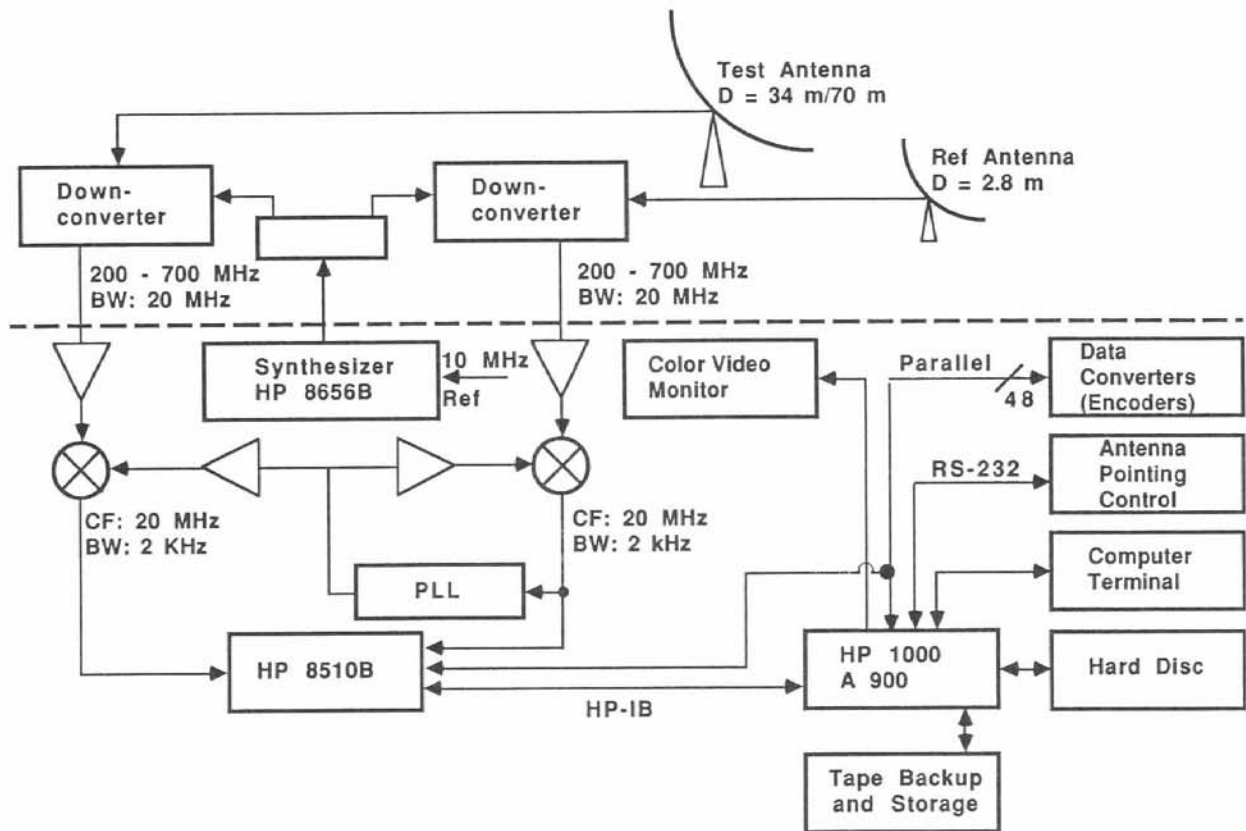 Test Antenna
D = 34 m/70 m
Ref Antenna
D = 2.8 m
Down-
converter
Down-
converter
200 - 700 MHz
BW: 20 MHz
200 - 700 MHz
BW: 20 MHz
Synthesizer
HP 8656B
10 MHz
Ref
Color Video
Monitor
Parallel
48
Data
Converters
(Encoders)
RS-232
Antenna
Pointing
Control
CF: 20 MHz
BW: 2 KHz
CF: 20 MHz
BW: 2 kHz
PLL
Computer
Terminal
HP 8510B
HP-IB
HP 1000
A 900
Hard Disc
Tape Backup
and Storage